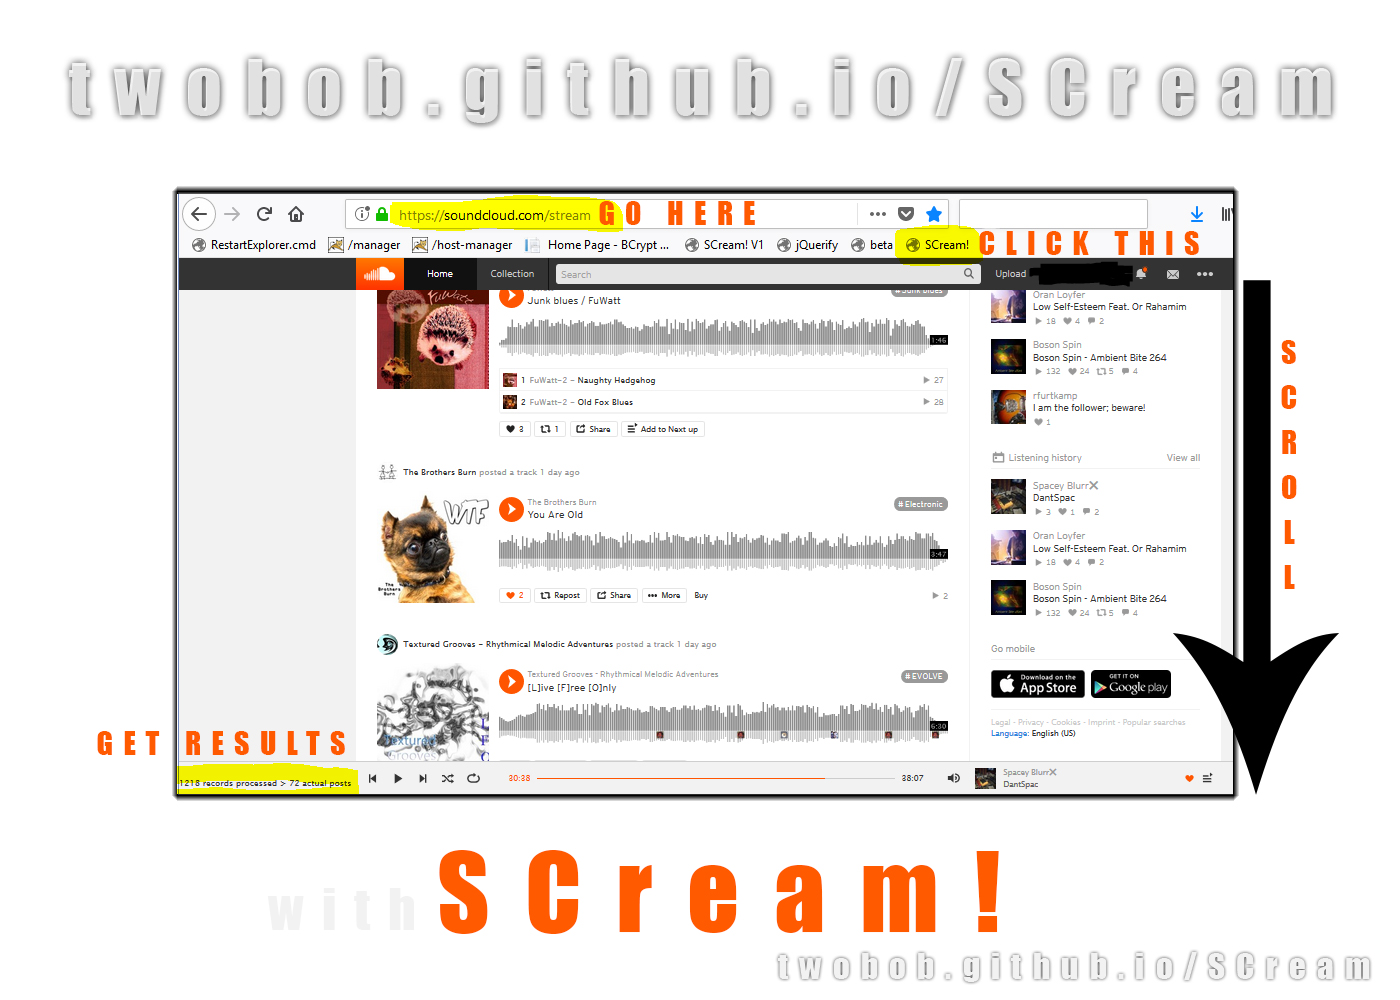 twobob.github.io/SCream
https://soundcloud.com/stream GO HERE
RestartExplorer.cmd /manager /host-manager Home Page - BCrypt ... SCream! V1 jQuerify beta SCream! CLICK THIS
Home Collection Search Upload
FuWatt
Junk blues / FuWatt
# Junk blues
1:46
1 FuWatt-2 – Naughty Hedgehog 27
2 FuWatt-2 – Old Fox Blues 28
3 1 Share Add to Next up
The Brothers Burn posted a track 1 day ago
WTF
The Brothers Burn
The Brothers Burn
You Are Old
# Electronic
3:47
2 Repost Share More Buy 2
Textured Grooves – Rhythmical Melodic Adventures posted a track 1 day ago
Textured Grooves
Textured Grooves - Rhythmical Melodic Adventures
[L]ive [F]ree [O]nly
# EVOLVE
6:30
Oran Loyfer
Low Self-Esteem Feat. Or Rahamim
18 4 2
Boson Spin
Boson Spin - Ambient Bite 264
132 24 5 4
rfurtkamp
I am the follower; beware!
1
Listening history View all
Spacey Blurr
DantSpac
3 1 2
Oran Loyfer
Low Self-Esteem Feat. Or Rahamim
18 4 2
Boson Spin
Boson Spin - Ambient Bite 264
132 24 5 4
Go mobile
Download on the App Store
GET IT ON Google play
Legal - Privacy - Cookies - Imprint - Popular searches
Language: English (US)
SCROLL
GET RESULTS
1218 records processed > 72 actual posts
30:38 38:07
Spacey Blurr
DantSpac
with SCream!
twobob.github.io/SCream